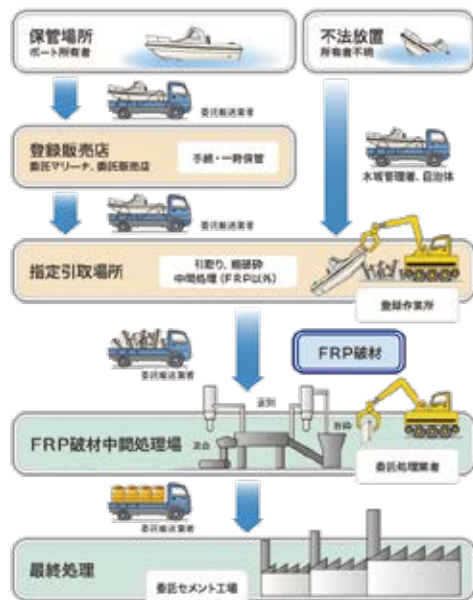 保管場所
ボート所有者
不法放置
所有者不明
委託輸送業者
登録販売店
委託マリーナ、委託販売店
手続・一時保管
水域管理者、自治体
委託輸送業者
指定引取場所
引取り、粗破砕
中間処理（FRP以外）
登録作業所
FRP破材
委託輸送業者
選別
粉砕
混合
FRP破材中間処理場
委託処理業者
委託輸送業者
最終処理
委託セメント工場